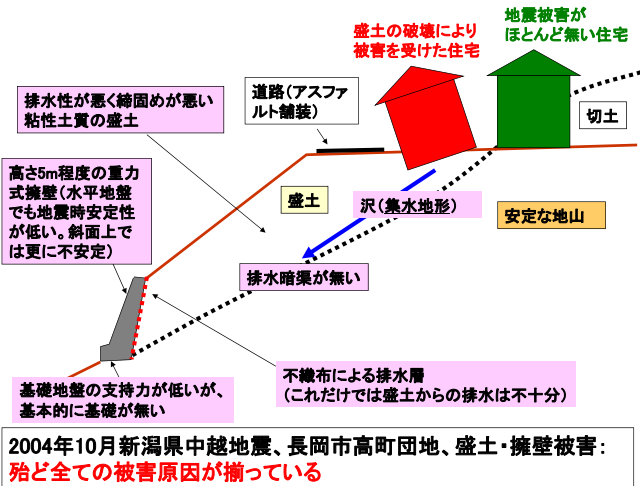 地震被害が
ほとんど無い住宅
盛土の破壊により
被害を受けた住宅
道路(アスファ
ルト舗装)
切土
排水性が悪く締固めが悪い
粘性土質の盛土
高さ5m程度の重力
式擁壁(水平地盤
でも地震時安定性
が低い。斜面上で
は更に不安定)
盛土
沢(集水地形)
安定な地山
排水暗渠が無い
不織布による排水層
(これだけでは盛土からの排水は不十分)
基礎地盤の支持力が低いが、
基本的に基礎が無い
2004年10月新潟県中越地震、長岡市高町団地、盛土・擁壁被害:
殆ど全ての被害原因が揃っている